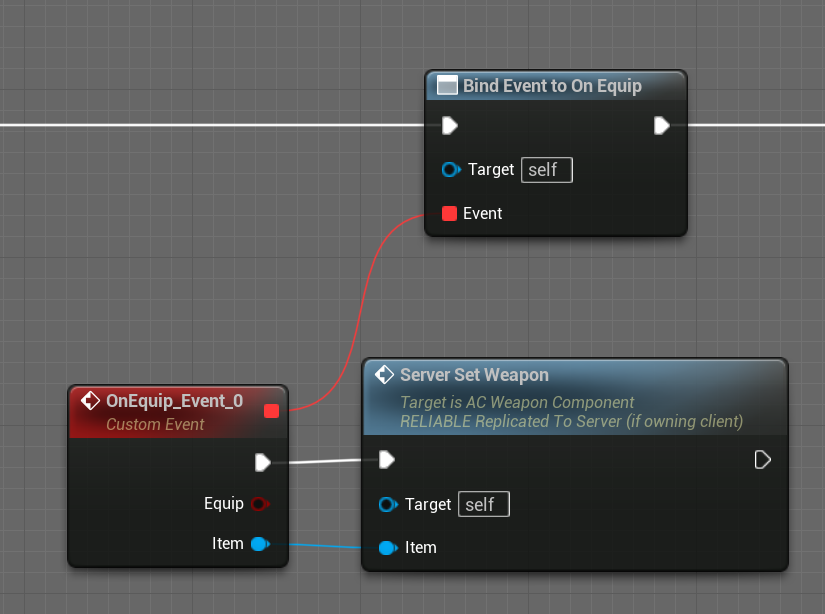 Bind Event to On Equip
Target self
Event
OnEquip_Event_0
Custom Event
Equip
Item
Server Set Weapon
Target is AC Weapon Component
RELIABLE Replicated To Server (if owning client)
Target self
Item